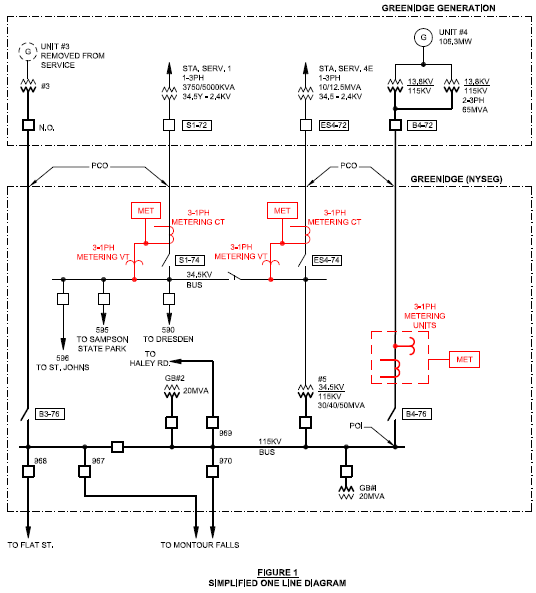 GREENIDGE GENERATION
UNIT #3
REMOVED FROM
SERVICE
G
#3
N.O.
STA. SERV. 1
1-3PH
3750/5000KVA
34.5Y - 2.4KV
S1-72
STA. SERV. 4E
1-3PH
10/12.5MVA
34.5 - 2.4KV
ES4-72
G
UNIT #4
106.3MW
13.8KV
115KV
13.8KV
115KV
2-3PH
65MVA
B4-72
PCO
PCO
GREENIDGE (NYSEG)
MET
3-1PH
METERING CT
MET
3-1PH
METERING CT
3-1PH
METERING VT
3-1PH
METERING VT
S1-74
ES4-74
34.5KV
BUS
596
TO ST. JOHNS
595
TO SAMPSON
STATE PARK
590
TO DRESDEN
TO
HALEY RD.
3-1PH
METERING
UNITS
MET
GB#2
20MVA
#5
34.5KV
115KV
30/40/50MVA
B3-76
969
B4-76
POI
115KV
BUS
968
967
970
GB#1
20MVA
TO FLAT ST.
TO MONTOUR FALLS
FIGURE 1
SIMPLIFIED ONE LINE DIAGRAM